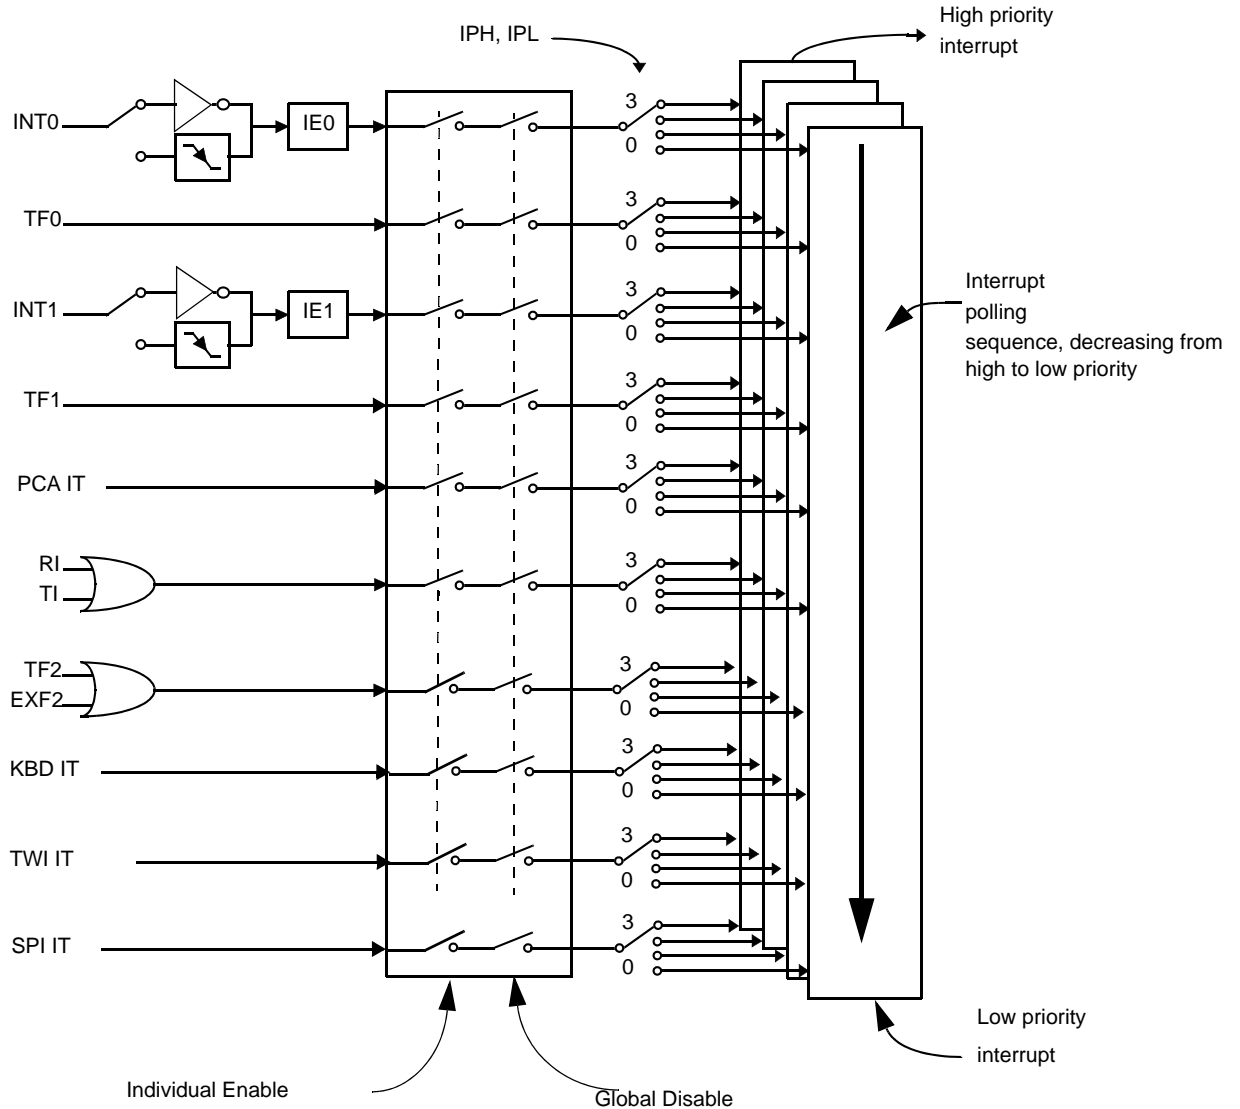 High priority
interrupt
IPH, IPL
INT0
IE0
3
0
TF0
3
0
INT1
IE1
3
0
Interrupt
polling
sequence, decreasing from
high to low priority
TF1
3
0
PCA IT
3
0
RI
TI
3
0
TF2
EXF2
3
0
KBD IT
3
0
TWI IT
3
0
SPI IT
3
0
Low priority
interrupt
Individual Enable
Global Disable